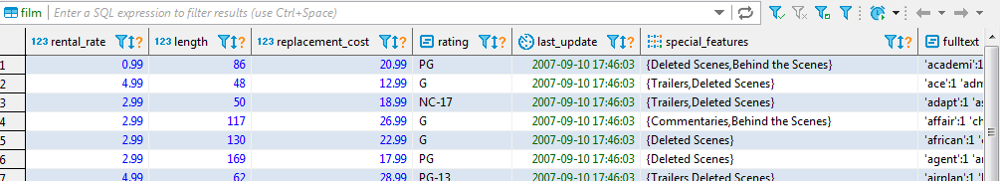 film Enter a SQL expression to filter results (use Ctrl+Space)
123 rental_rate 123 length 123 replacement_cost rating last_update special_features fulltext
1 0.99 86 20.99 PG 2007-09-10 17:46:03 {Deleted Scenes,Behind the Scenes} 'academi':1
2 4.99 48 12.99 G 2007-09-10 17:46:03 {Trailers,Deleted Scenes} 'ace':1 'adm
3 2.99 50 18.99 NC-17 2007-09-10 17:46:03 {Trailers,Deleted Scenes} 'adapt':1 'as
4 2.99 117 26.99 G 2007-09-10 17:46:03 {Commentaries,Behind the Scenes} 'affair':1 'ch
5 2.99 130 22.99 G 2007-09-10 17:46:03 {Deleted Scenes} 'african':1
6 2.99 169 17.99 PG 2007-09-10 17:46:03 {Deleted Scenes} 'agent':1 'ar
7 4.99 62 28.99 PG-13 2007-09-10 17:46:03 {Trailers,Deleted Scenes} 'airplan':1